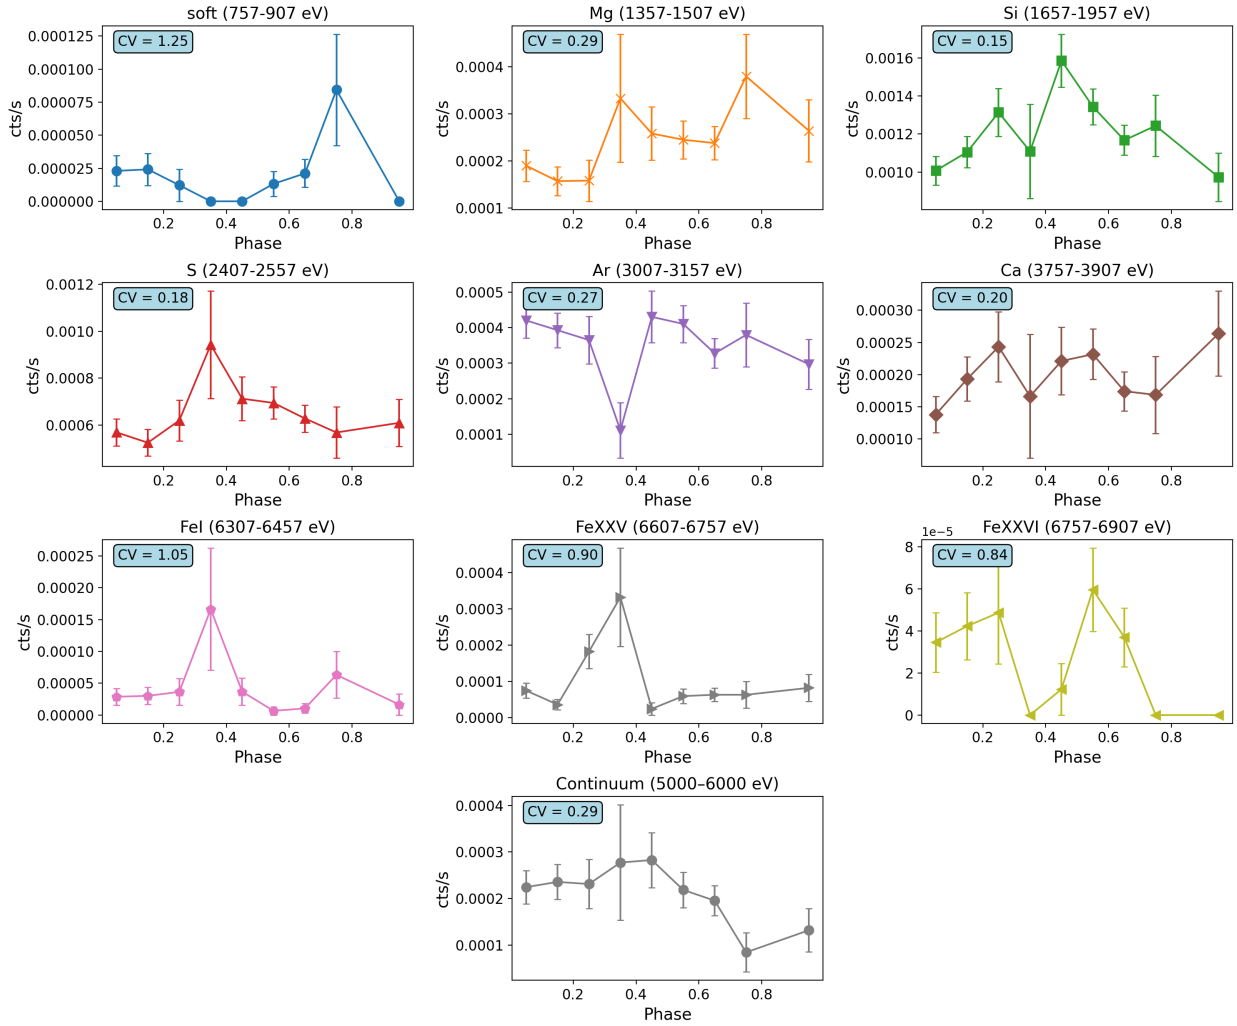 soft (757-907 eV)
CV = 1.25
0.000125
0.000100
0.000075
0.000050
0.000025
0.000000
cts/s
0.2 0.4 0.6 0.8
Phase
Mg (1357-1507 eV)
CV = 0.29
0.0004
0.0003
0.0002
0.0001
cts/s
0.2 0.4 0.6 0.8
Phase
Si (1657-1957 eV)
CV = 0.15
0.0016
0.0014
0.0012
0.0010
cts/s
0.2 0.4 0.6 0.8
Phase
S (2407-2557 eV)
CV = 0.18
0.0012
0.0010
0.0008
0.0006
cts/s
0.2 0.4 0.6 0.8
Phase
Ar (3007-3157 eV)
CV = 0.27
0.0005
0.0004
0.0003
0.0002
0.0001
cts/s
0.2 0.4 0.6 0.8
Phase
Ca (3757-3907 eV)
CV = 0.20
0.00030
0.00025
0.00020
0.00015
0.00010
cts/s
0.2 0.4 0.6 0.8
Phase
FeI (6307-6457 eV)
CV = 1.05
0.00025
0.00020
0.00015
0.00010
0.00005
0.00000
cts/s
0.2 0.4 0.6 0.8
Phase
FeXXV (6607-6757 eV)
CV = 0.90
0.0004
0.0003
0.0002
0.0001
0.0000
cts/s
0.2 0.4 0.6 0.8
Phase
FeXXVI (6757-6907 eV)
1e−5
CV = 0.84
8
6
4
2
0
cts/s
0.2 0.4 0.6 0.8
Phase
Continuum (5000–6000 eV)
CV = 0.29
0.0004
0.0003
0.0002
0.0001
cts/s
0.2 0.4 0.6 0.8
Phase